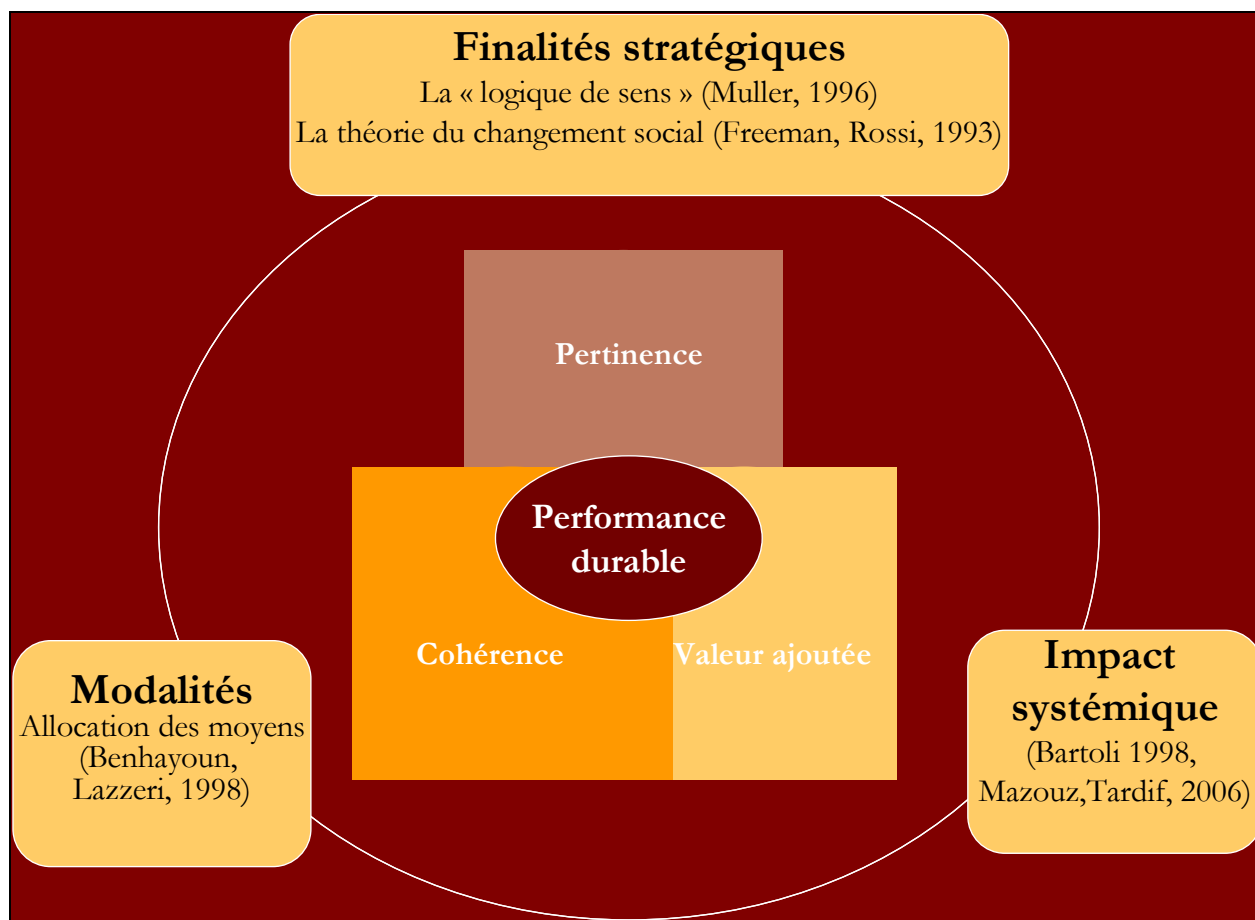 Finalités stratégiques
La « logique de sens » (Muller, 1996)
La théorie du changement social (Freeman, Rossi, 1993)
Pertinence
Performance
durable
Cohérence
Valeur ajoutée
Modalités
Allocation des moyens
(Benhayoun,
Lazzeri, 1998)
Impact
systémique
(Bartoli 1998,
Mazouz,Tardif, 2006)